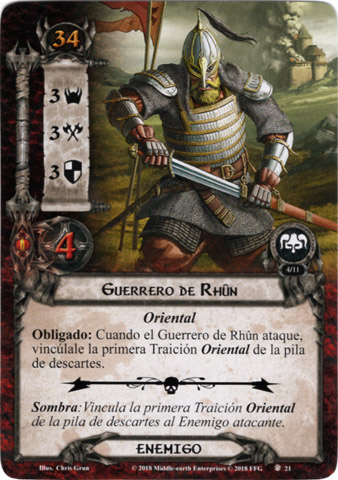 34
3
3
3
4
4/11
Guerrero de Rhûn
Oriental
Obligado: Cuando el Guerrero de Rhûn ataque,
vincúlale la primera Traición Oriental de la pila
de descartes.
Sombra: Vincula la primera Traición Oriental
de la pila de descartes al Enemigo atacante.
ENEMIGO
Illus. Chris Grun © 2018 Middle-earth Enterprises © 2018 FFG 21